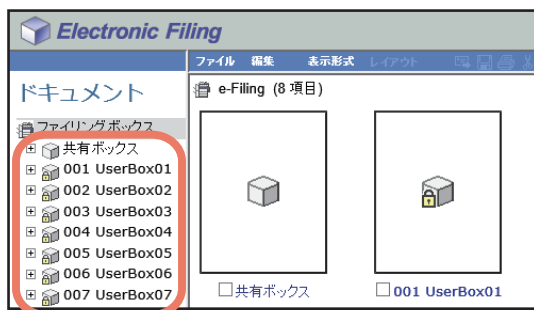 Electronic Filing
ファイル 編集 表示形式 レイアウト
ドキュメント
e-Filing (8 項目)
ファイリングボックス
共有ボックス
001 UserBox01
002 UserBox02
003 UserBox03
004 UserBox04
005 UserBox05
006 UserBox06
007 UserBox07
共有ボックス
001 UserBox01